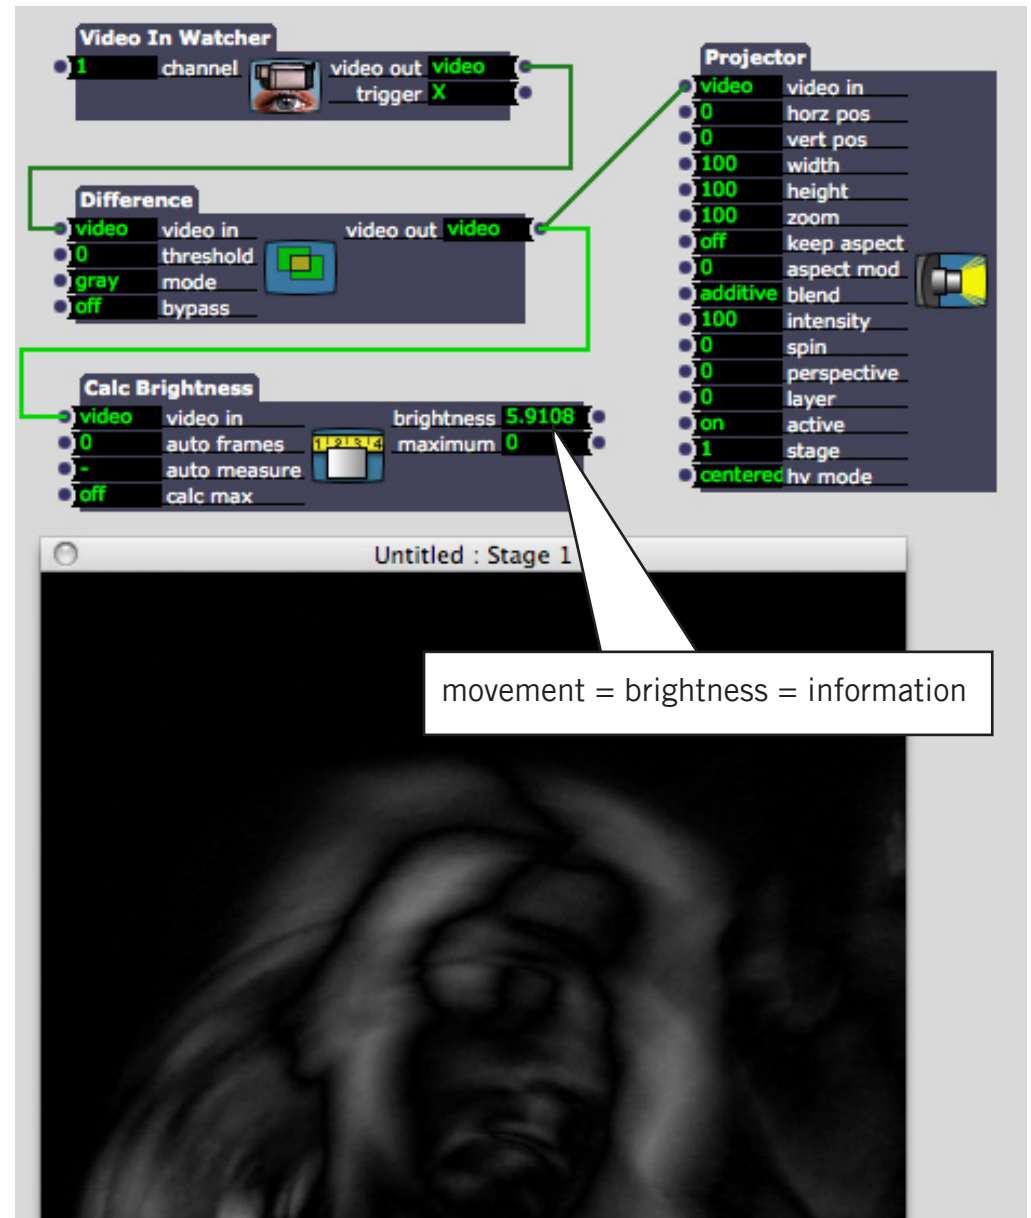 Video In Watcher
1 channel video out video
trigger X
Difference
video video in video out video
0 threshold
gray mode
off bypass
Calc Brightness
video video in brightness 5.9108
0 auto frames 1 2 3 4 maximum 0
- auto measure
off calc max
Projector
video video in
0 horz pos
0 vert pos
100 width
100 height
100 zoom
off keep aspect
0 aspect mod
additive blend
100 intensity
0 spin
0 perspective
0 layer
on active
1 stage
centered hv mode
Untitled : Stage 1
movement = brightness = information